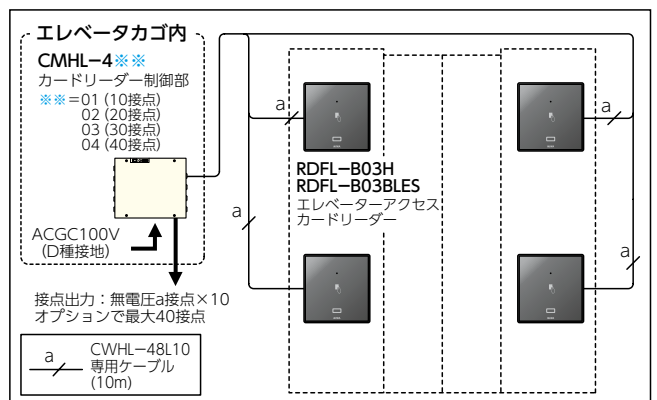 エレベータカゴ内
CMHL−4※※
カードリーダー制御部
※※=01 (10接点)
02 (20接点)
03 (30接点)
04 (40接点)
ACGC100V
(D種接地)
接点出力：無電圧a接点×10
オプションで最大40接点
a
CWHL−48L10
専用ケーブル
(10m)
a
a
RDFL−B03H
RDFL−B03BLES
エレベーターアクセス
カードリーダー
a
a